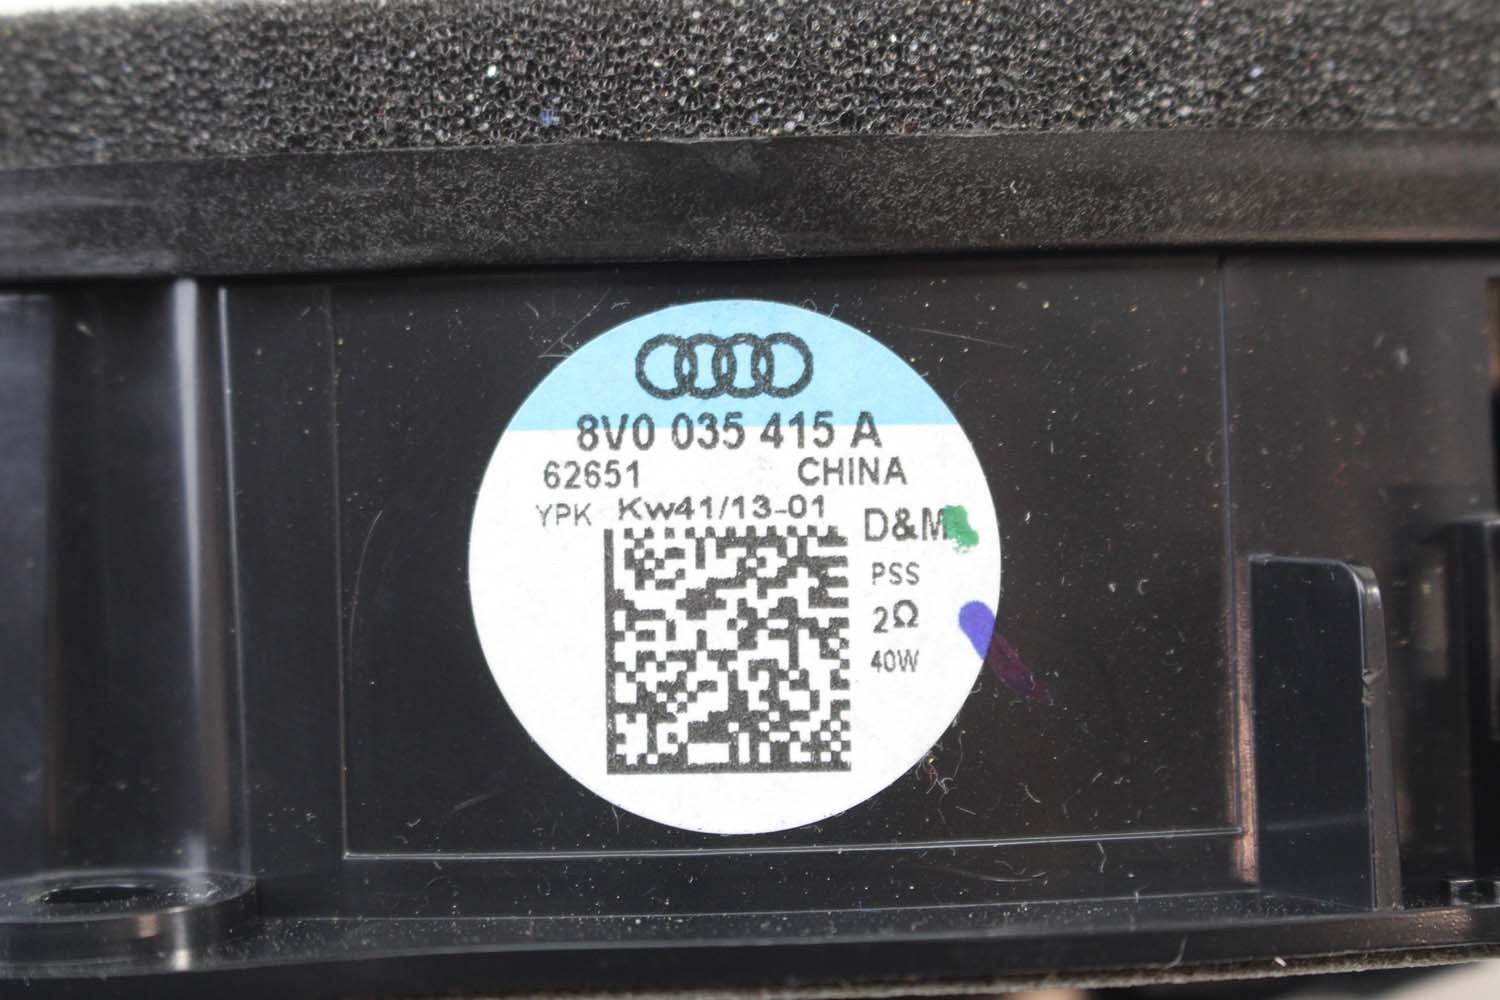 8V0 035 415 A
62651 CHINA
YPK Kw41/13-01
D&M
PSS
2Ω
40W